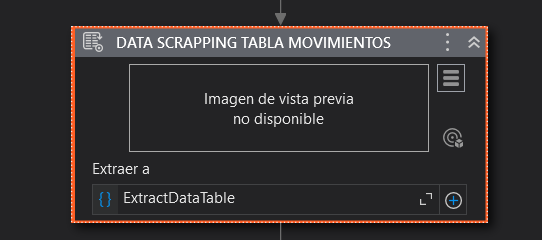 DATA SCRAPPING TABLA MOVIMIENTOS
Imagen de vista previa
no disponible
Extraer a
{} ExtractDataTable